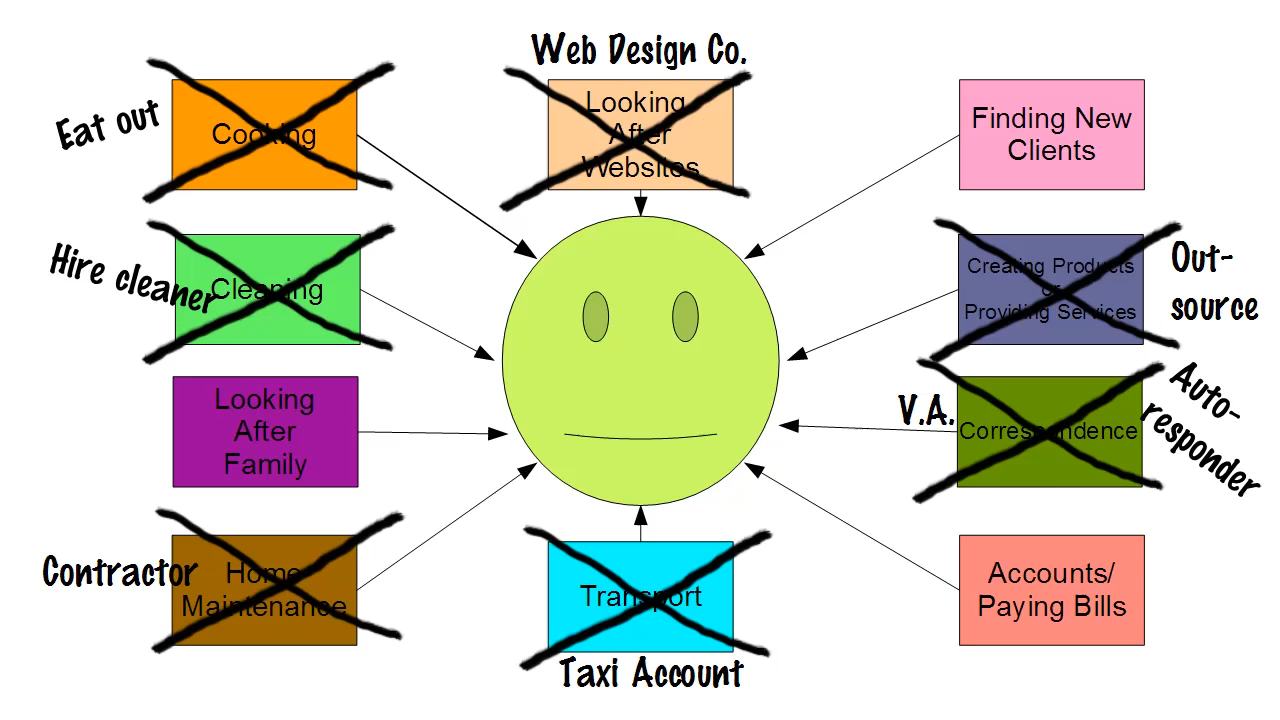 Web Design Co.
Eat out
Cooking
Looking
After
Websites
Finding New
Clients
Hire cleaner
Cleaning
Creating Products
or
Providing Services
Out-
source
Looking
After
Family
V.A.
Correspondence
Auto-
responder
Contractor
Home
Maintenance
Transport
Taxi Account
Accounts/
Paying Bills